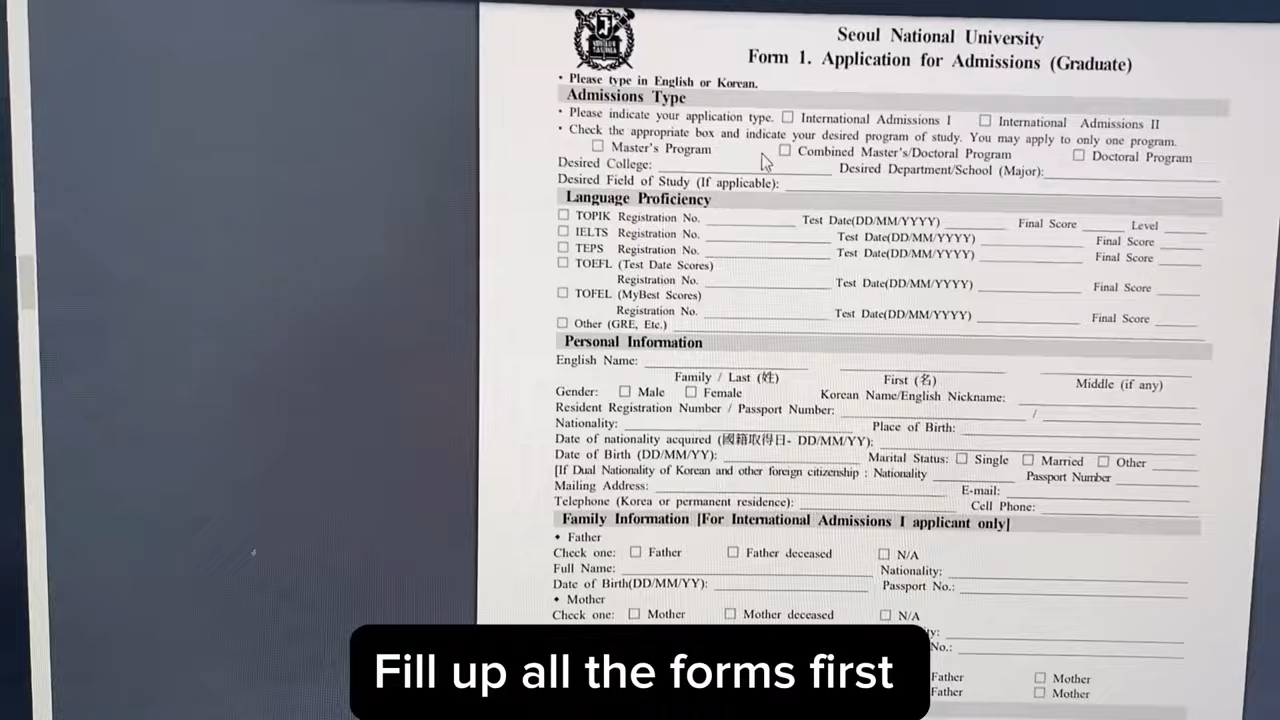 Seoul National University
Form 1. Application for Admissions (Graduate)
• Please type in English or Korean.
Admissions Type
• Please indicate your application type. ☐ International Admissions I ☐ International Admissions II
• Check the appropriate box and indicate your desired program of study. You may apply to only one program.
☐ Master's Program ☐ Combined Master's/Doctoral Program ☐ Doctoral Program
Desired College: Desired Department/School (Major):
Desired Field of Study (If applicable):
Language Proficiency
☐ TOPIK Registration No. Test Date(DD/MM/YYYY) Final Score Level
☐ IELTS Registration No. Test Date(DD/MM/YYYY) Final Score
☐ TEPS Registration No. Test Date(DD/MM/YYYY) Final Score
☐ TOEFL (Test Date Scores)
Registration No. Test Date(DD/MM/YYYY) Final Score
☐ TOFEL (MyBest Scores)
Registration No. Test Date(DD/MM/YYYY) Final Score
☐ Other (GRE, Etc.)
Personal Information
English Name:
Family / Last (姓) First (名) Middle (if any)
Gender: ☐ Male ☐ Female Korean Name/English Nickname:
Resident Registration Number / Passport Number: /
Nationality: Place of Birth:
Date of nationality acquired (國籍取得日- DD/MM/YY):
Date of Birth (DD/MM/YY): Marital Status: ☐ Single ☐ Married ☐ Other
[If Dual Nationality of Korean and other foreign citizenship : Nationality Passport Number
Mailing Address: E-mail:
Telephone (Korea or permanent residence): Cell Phone:
Family Information [For International Admissions I applicant only]
• Father
Check one: ☐ Father ☐ Father deceased ☐ N/A
Full Name: Nationality:
Date of Birth(DD/MM/YY): Passport No.:
• Mother
Check one: ☐ Mother ☐ Mother deceased ☐ N/A
ty:
No.:
Father ☐ Mother
Father ☐ Mother
Fill up all the forms first